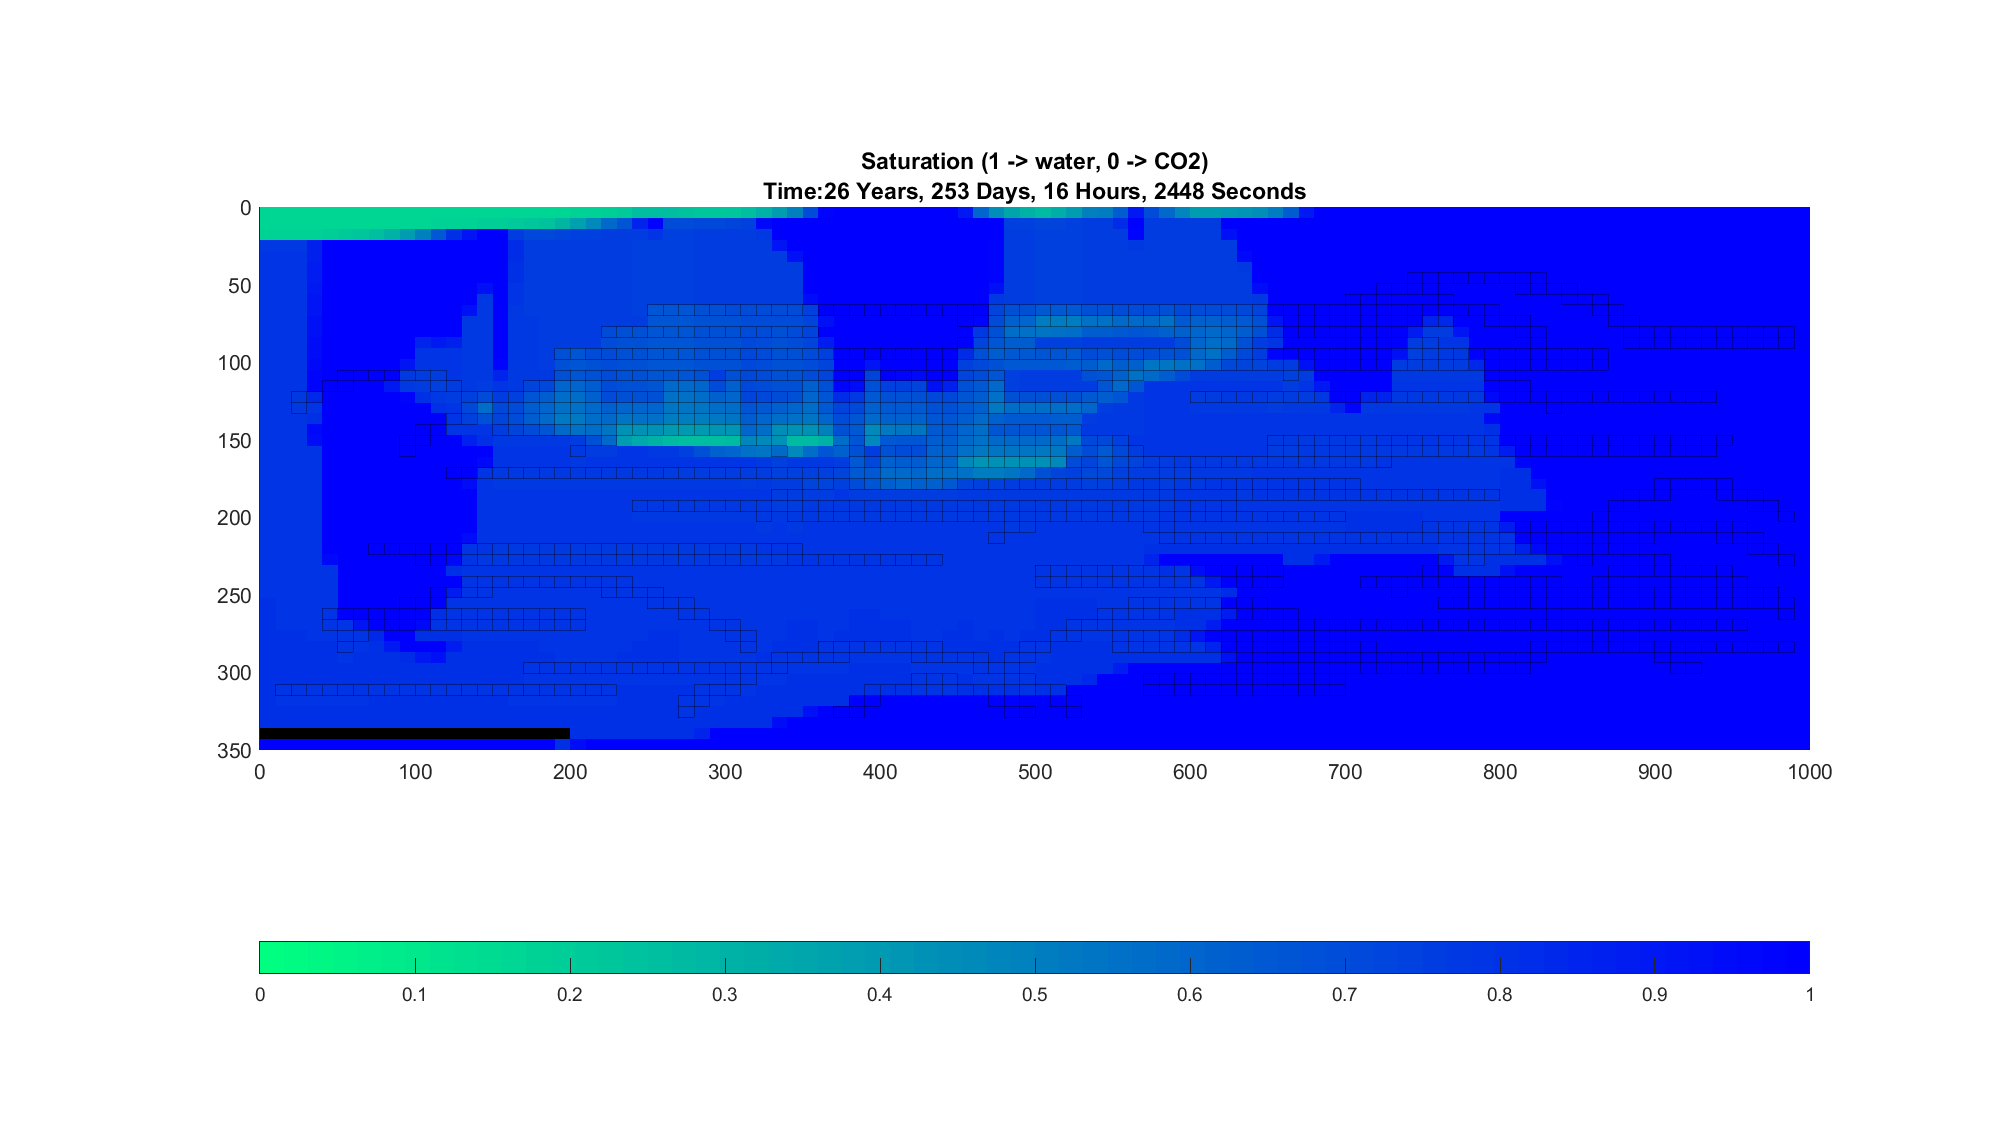 Saturation (1 -> water, 0 -> CO2)
Time:26 Years, 253 Days, 16 Hours, 2448 Seconds
0
50
100
150
200
250
300
350
0 100 200 300 400 500 600 700 800 900 1000
0 0.1 0.2 0.3 0.4 0.5 0.6 0.7 0.8 0.9 1